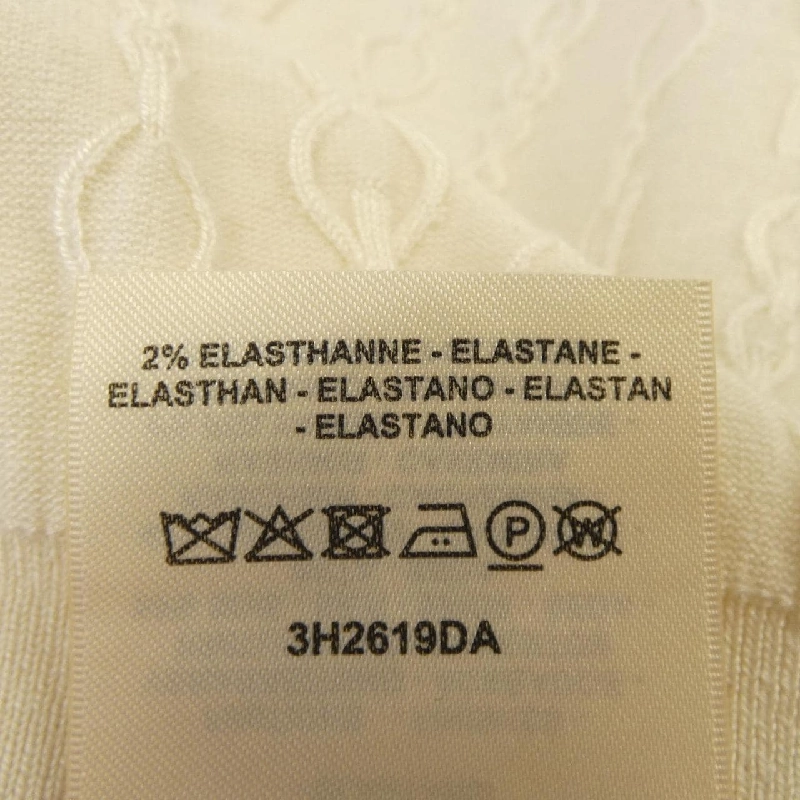 2% ELASTHANNE - ELASTANE -
ELASTHAN - ELASTANO - ELASTAN
- ELASTANO
P W
3H2619DA